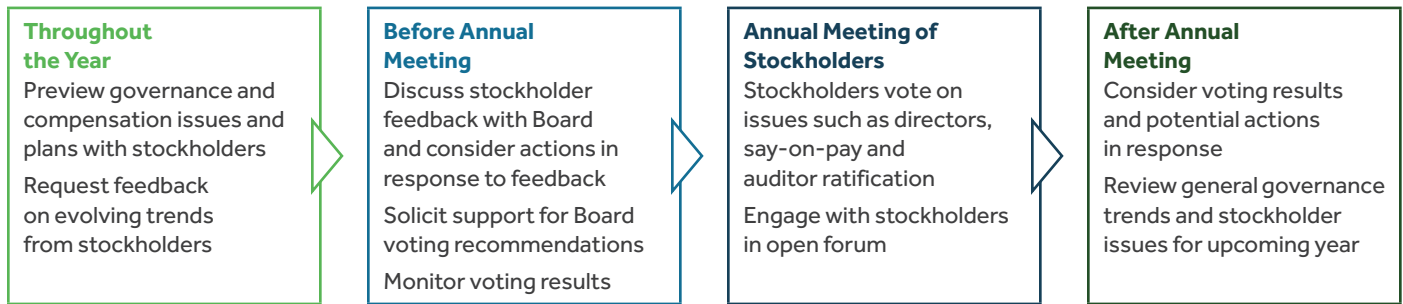 Throughout
the Year
Preview governance and
compensation issues and
plans with stockholders
Request feedback
on evolving trends
from stockholders
Before Annual
Meeting
Discuss stockholder
feedback with Board
and consider actions in
response to feedback
Solicit support for Board
voting recommendations
Monitor voting results
Annual Meeting of
Stockholders
Stockholders vote on
issues such as directors,
say-on-pay and
auditor ratification
Engage with stockholders
in open forum
After Annual
Meeting
Consider voting results
and potential actions
in response
Review general governance
trends and stockholder
issues for upcoming year